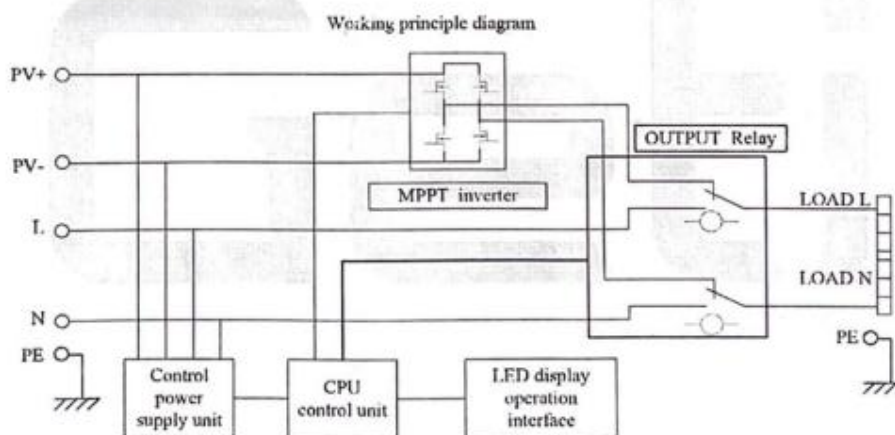 Working principle diagram
PV+
PV-
OUTPUT Relay
MPPT inverter
LOAD L
L
LOAD N
N
PE
PE
Control
power
supply unit
CPU
control unit
LED display
operation
interface